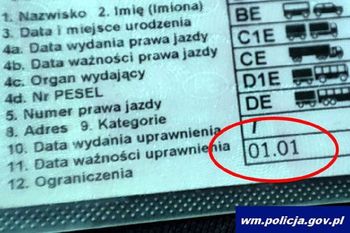 1. Nazwisko 2. Imię (Imiona)
3. Data i miejsce urodzenia
4a. Data wydania prawa jazdy
4b. Data ważności prawa jazdy
4c. Organ wydający
4d. Nr PESEL
5. Numer prawa jazdy
8. Adres 9. Kategorie
10. Data wydania uprawnienia
11. Data ważności uprawnienia
12. Ograniczenia
BE
C1E
CE
D1E
DE
01.01
wm.policja.gov.pl